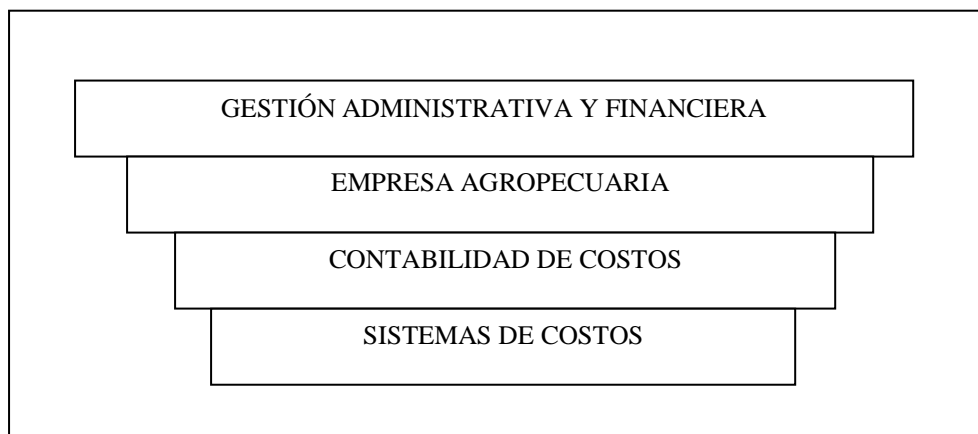 GESTIÓN ADMINISTRATIVA Y FINANCIERA
EMPRESA AGROPECUARIA
CONTABILIDAD DE COSTOS
SISTEMAS DE COSTOS